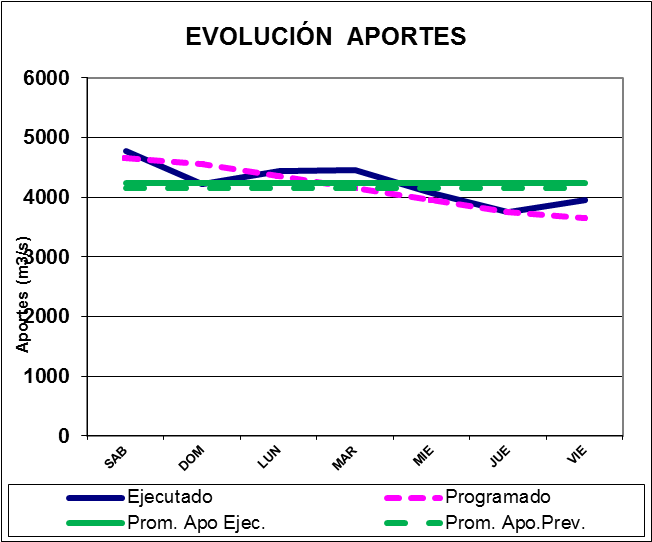 EVOLUCIÓN APORTES
6000
5000
4000
3000
2000
1000
0
Aportes (m3/s)
SAB DOM LUN MAR MIE JUE VIE
Ejecutado Programado
Prom. Apo Ejec. Prom. Apo.Prev.